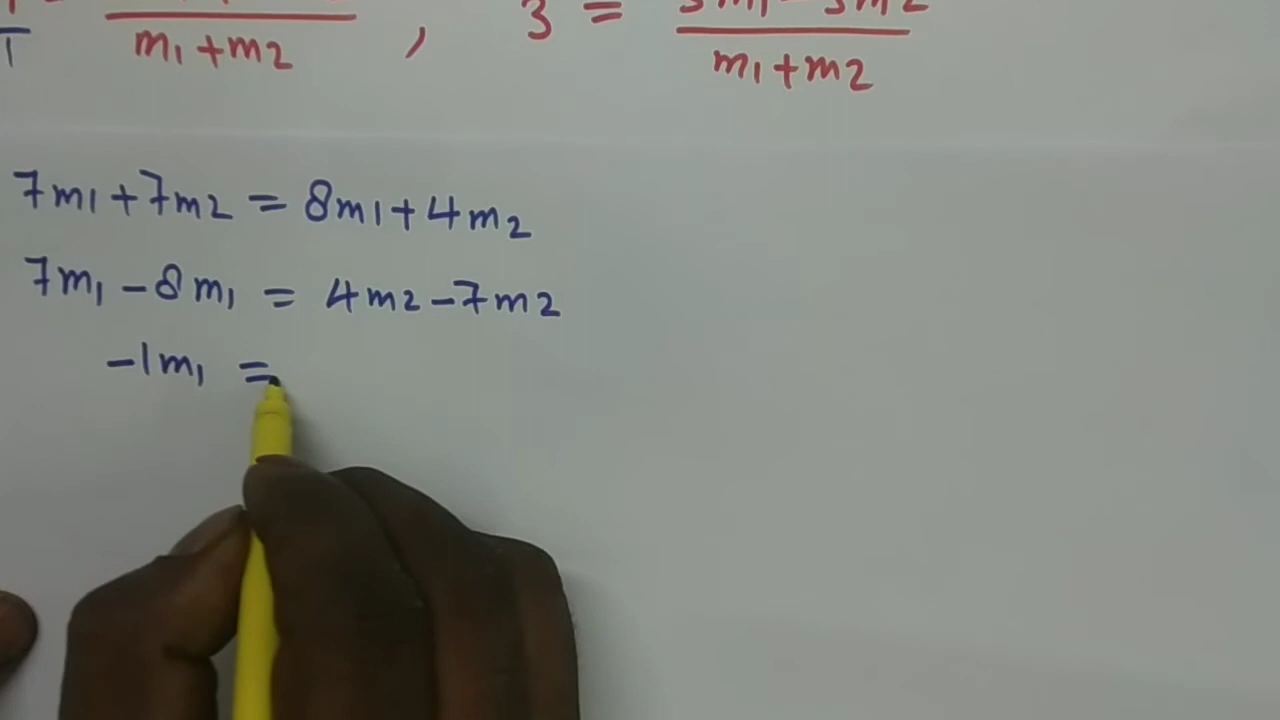 m1+m2 , 3 = m1+m2
7m1+7m2 = 8m1+4m2
7m1-8m1 = 4m2-7m2
-1m1 =